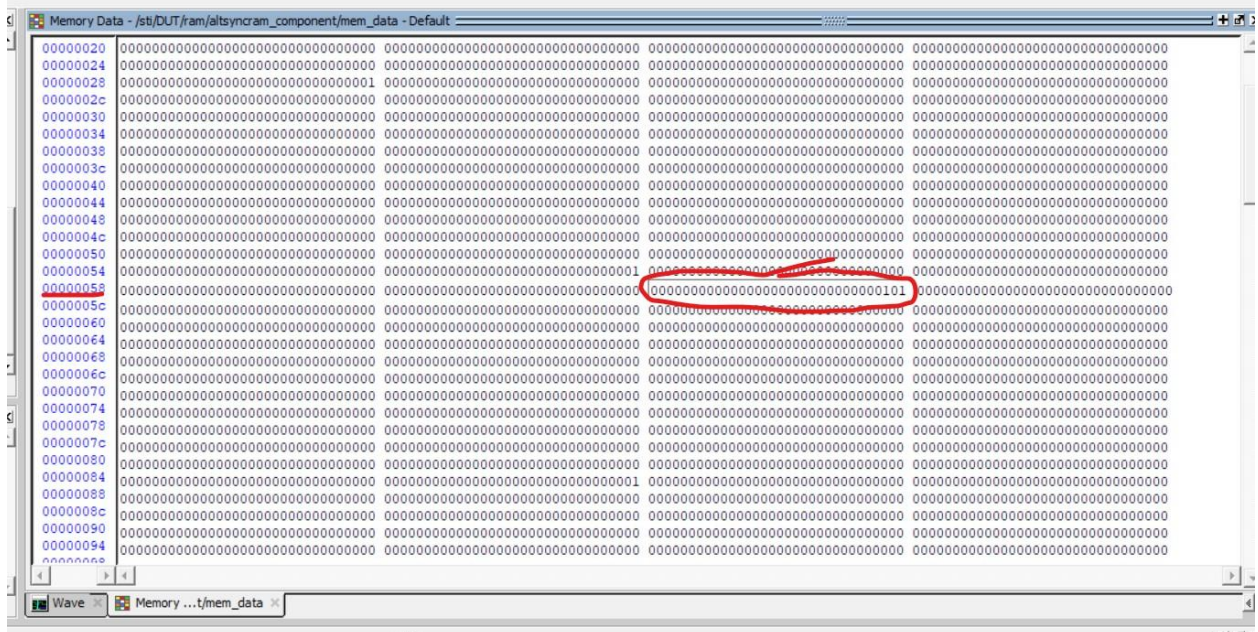 Memory Data - /sti/DUT/ram/altsyncram_component/mem_data - Default
00000020 00000000000000000000000000000000 00000000000000000000000000000000 00000000000000000000000000000000 00000000000000000000000000000000
00000024 00000000000000000000000000000000 00000000000000000000000000000000 00000000000000000000000000000000 00000000000000000000000000000000
00000028 00000000000000000000000000000001 00000000000000000000000000000000 00000000000000000000000000000000 00000000000000000000000000000000
0000002c 00000000000000000000000000000000 00000000000000000000000000000000 00000000000000000000000000000000 00000000000000000000000000000000
00000030 00000000000000000000000000000000 00000000000000000000000000000000 00000000000000000000000000000000 00000000000000000000000000000000
00000034 00000000000000000000000000000000 00000000000000000000000000000000 00000000000000000000000000000000 00000000000000000000000000000000
00000038 00000000000000000000000000000000 00000000000000000000000000000000 00000000000000000000000000000000 00000000000000000000000000000000
0000003c 00000000000000000000000000000000 00000000000000000000000000000000 00000000000000000000000000000000 00000000000000000000000000000000
00000040 00000000000000000000000000000000 00000000000000000000000000000000 00000000000000000000000000000000 00000000000000000000000000000000
00000044 00000000000000000000000000000000 00000000000000000000000000000000 00000000000000000000000000000000 00000000000000000000000000000000
00000048 00000000000000000000000000000000 00000000000000000000000000000000 00000000000000000000000000000000 00000000000000000000000000000000
0000004c 00000000000000000000000000000000 00000000000000000000000000000000 00000000000000000000000000000000 00000000000000000000000000000000
00000050 00000000000000000000000000000000 00000000000000000000000000000000 00000000000000000000000000000000 00000000000000000000000000000000
00000054 00000000000000000000000000000000 00000000000000000000000000000001 00000000000000000000000000000000 00000000000000000000000000000000
00000058 00000000000000000000000000000000 00000000000000000000000000000000 00000000000000000000000000000101 00000000000000000000000000000000
0000005c 00000000000000000000000000000000 00000000000000000000000000000000 00000000000000000000000000000000 00000000000000000000000000000000
00000060 00000000000000000000000000000000 00000000000000000000000000000000 00000000000000000000000000000000 00000000000000000000000000000000
00000064 00000000000000000000000000000000 00000000000000000000000000000000 00000000000000000000000000000000 00000000000000000000000000000000
00000068 00000000000000000000000000000000 00000000000000000000000000000000 00000000000000000000000000000000 00000000000000000000000000000000
0000006c 00000000000000000000000000000000 00000000000000000000000000000000 00000000000000000000000000000000 00000000000000000000000000000000
00000070 00000000000000000000000000000000 00000000000000000000000000000000 00000000000000000000000000000000 00000000000000000000000000000000
00000074 00000000000000000000000000000000 00000000000000000000000000000000 00000000000000000000000000000000 00000000000000000000000000000000
00000078 00000000000000000000000000000000 00000000000000000000000000000000 00000000000000000000000000000000 00000000000000000000000000000000
0000007c 00000000000000000000000000000000 00000000000000000000000000000000 00000000000000000000000000000000 00000000000000000000000000000000
00000080 00000000000000000000000000000000 00000000000000000000000000000000 00000000000000000000000000000000 00000000000000000000000000000000
00000084 00000000000000000000000000000000 00000000000000000000000000000001 00000000000000000000000000000000 00000000000000000000000000000000
00000088 00000000000000000000000000000000 00000000000000000000000000000000 00000000000000000000000000000000 00000000000000000000000000000000
0000008c 00000000000000000000000000000000 00000000000000000000000000000000 00000000000000000000000000000000 00000000000000000000000000000000
00000090 00000000000000000000000000000000 00000000000000000000000000000000 00000000000000000000000000000000 00000000000000000000000000000000
00000094 00000000000000000000000000000000 00000000000000000000000000000000 00000000000000000000000000000000 00000000000000000000000000000000
Wave Memory ...t/mem_data